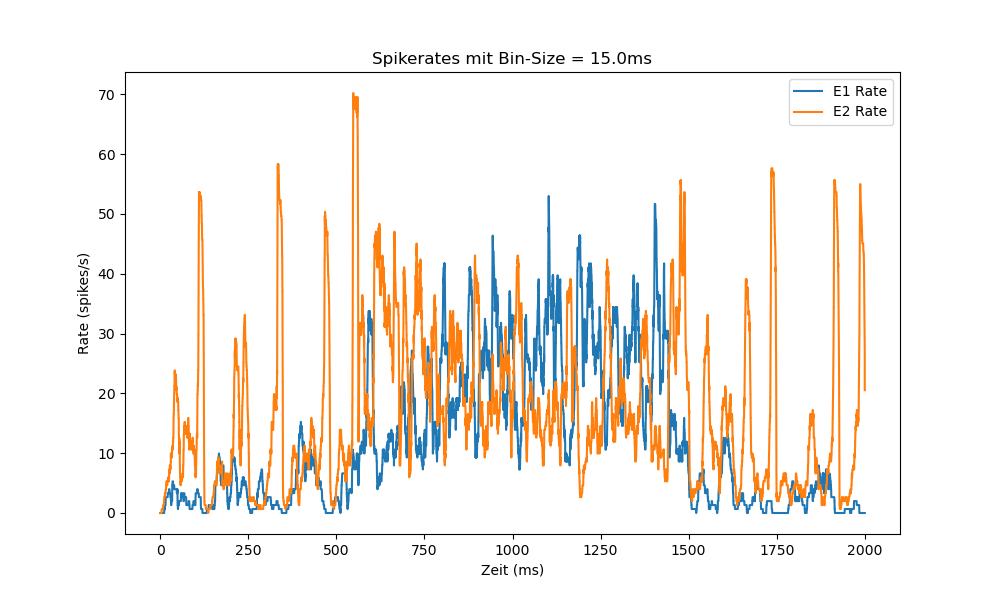 Spikerates mit Bin-Size = 15.0ms
E1 Rate
E2 Rate
Rate (spikes/s)
70
60
50
40
30
20
10
0
0 250 500 750 1000 1250 1500 1750 2000
Zeit (ms)